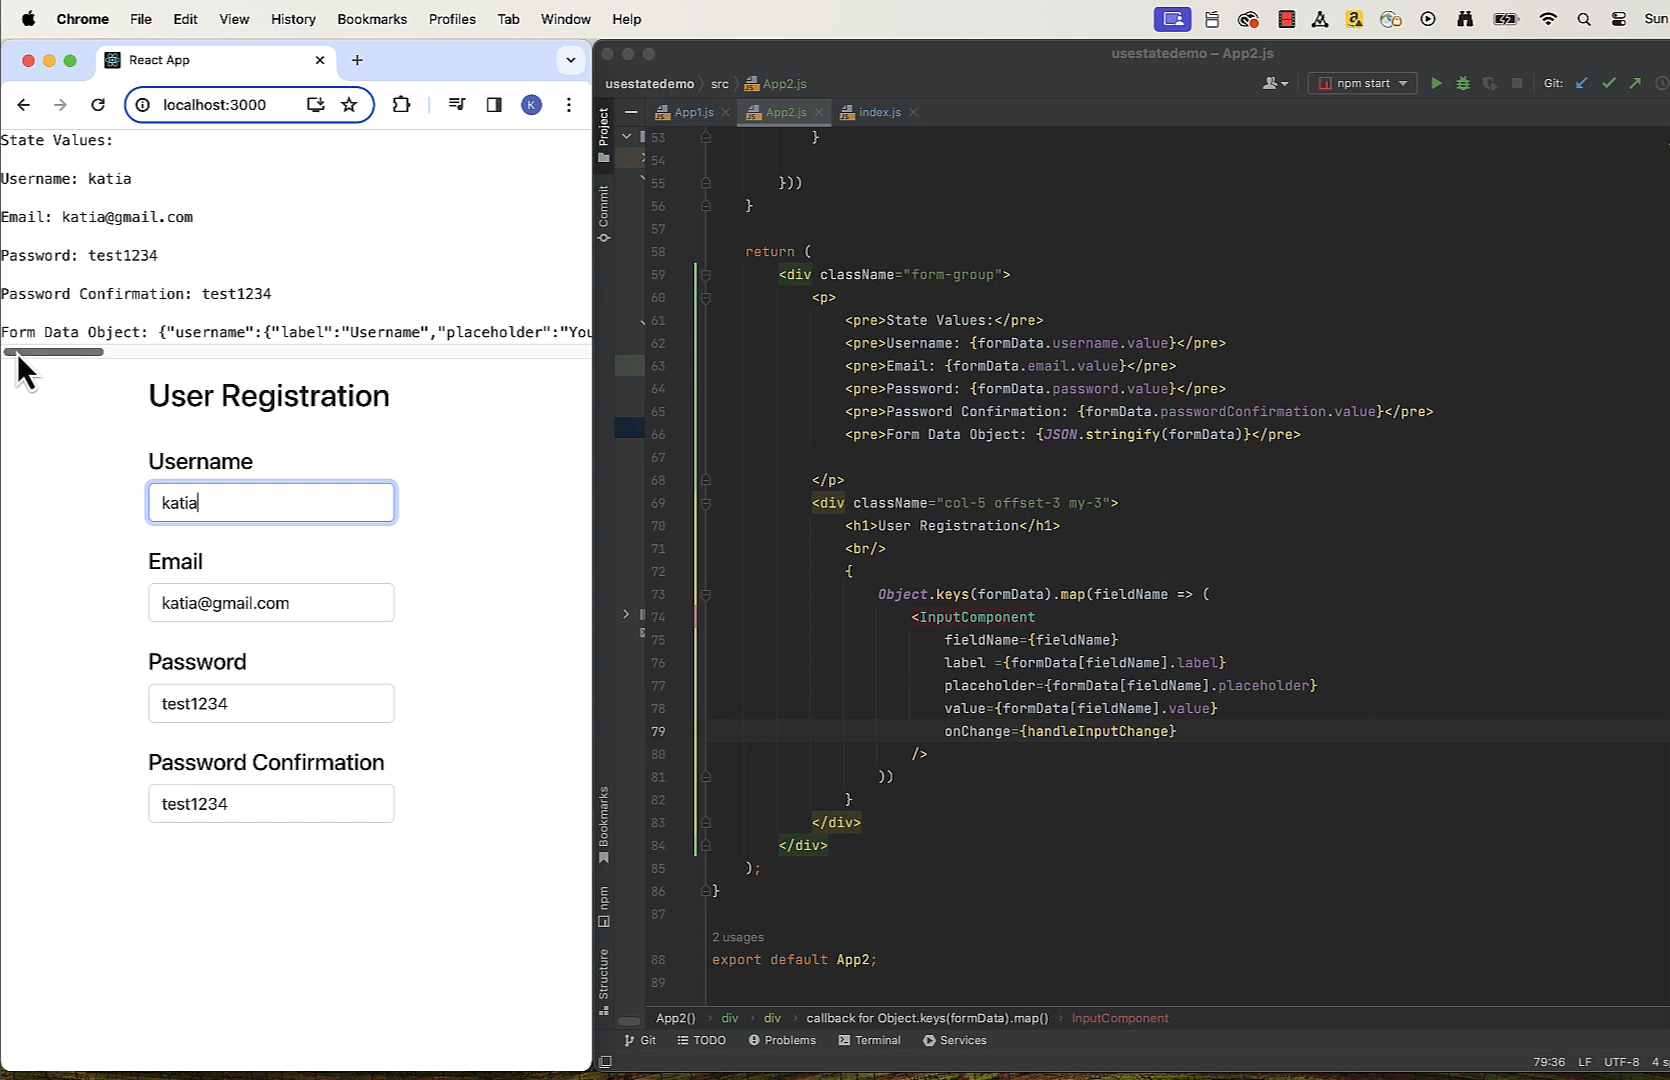 Chrome File Edit View History Bookmarks Profiles Tab Window Help Sun
React App
localhost:3000
K
State Values:
Username: katia
Email: katia@gmail.com
Password: test1234
Password Confirmation: test1234
Form Data Object: {"username":{"label":"Username","placeholder":"You
User Registration
Username
katia
Email
katia@gmail.com
Password
test1234
Password Confirmation
test1234
usestatedemo – App2.js
usestatedemo src App2.js
npm start Git:
App1.js App2.js index.js
Project
Commit
Bookmarks
npm
Structure
53 }
54
55 }))
56 }
57
58 return (
59 <div className="form-group">
60 <p>
61 <pre>State Values:</pre>
62 <pre>Username: {formData.username.value}</pre>
63 <pre>Email: {formData.email.value}</pre>
64 <pre>Password: {formData.password.value}</pre>
65 <pre>Password Confirmation: {formData.passwordConfirmation.value}</pre>
66 <pre>Form Data Object: {JSON.stringify(formData)}</pre>
67
68 </p>
69 <div className="col-5 offset-3 my-3">
70 <h1>User Registration</h1>
71 <br/>
72 {
73 Object.keys(formData).map(fieldName => (
74 <InputComponent
75 fieldName={fieldName}
76 label ={formData[fieldName].label}
77 placeholder={formData[fieldName].placeholder}
78 value={formData[fieldName].value}
79 onChange={handleInputChange}
80 />
81 ))
82 }
83 </div>
84 </div>
85 );
86 }
87
2 usages
88 export default App2;
89
App2() div div callback for Object.keys(formData).map() InputComponent
Git TODO Problems Terminal Services
79:36 LF UTF-8